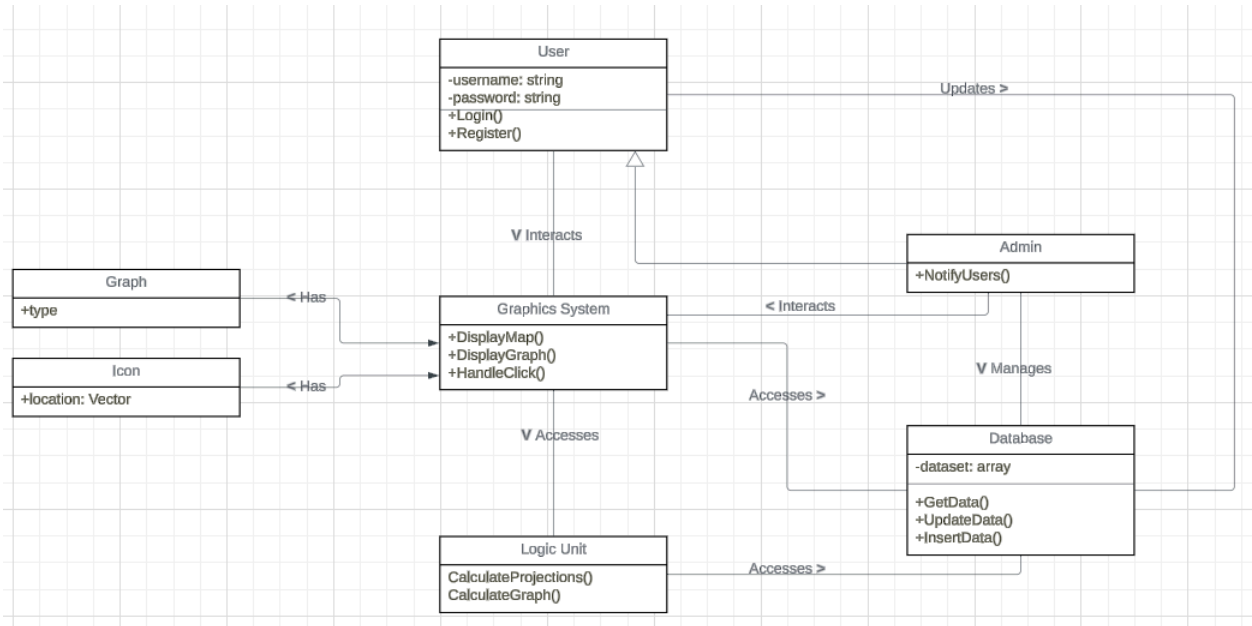 User
-username: string
-password: string
+Login()
+Register()
Updates >
V Interacts
Admin
+NotifyUsers()
Graph
+type
< Has
Graphics System
+DisplayMap()
+DisplayGraph()
+HandleClick()
< Interacts
Icon
+location: Vector
< Has
V Manages
Accesses >
V Accesses
Database
-dataset: array
+GetData()
+UpdateData()
+InsertData()
Logic Unit
CalculateProjections()
CalculateGraph()
Accesses >